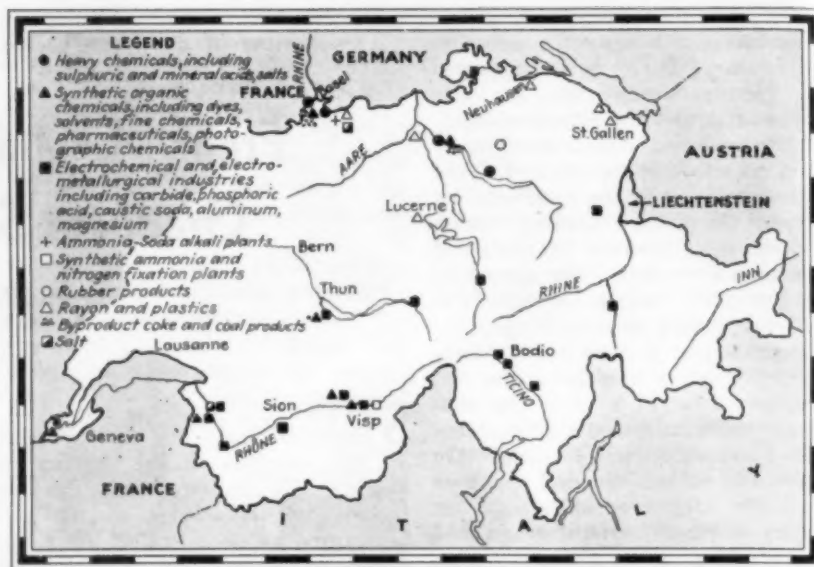 LEGEND
Heavy chemicals, including
sulphuric and mineral acids, salts
Synthetic organic
chemicals, including dyes,
solvents, fine chemicals,
pharmaceuticals, photo-
graphic chemicals
Electrochemical and electro-
metallurgical industries
including carbide, phosphoric
acid, caustic soda, aluminum,
magnesium
Ammonia-Soda alkali plants
Synthetic ammonia and
nitrogen fixation plants
Rubber products
Rayon and plastics
Byproduct coke and coal products
Salt
RHINE
GERMANY
FRANCE
Basel
Neuhausen
St. Gallen
AUSTRIA
AARE
LIECHTENSTEIN
Lucerne
Bern
RHINE
INN
Thun
Lausanne
Bodio
TICINO
Sion
Visp
Geneva
RHÔNE
FRANCE
I T A L Y